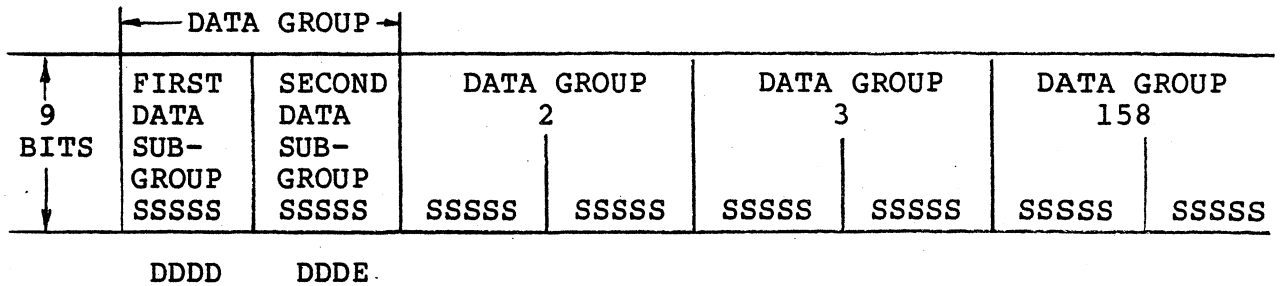 DATA GROUP
FIRST SECOND DATA GROUP DATA GROUP DATA GROUP
9 DATA DATA 2 3 158
BITS SUB- SUB-
GROUP GROUP
SSSSS SSSSS SSSSS SSSSS SSSSS SSSSS SSSSS SSSSS
DDDD DDDE